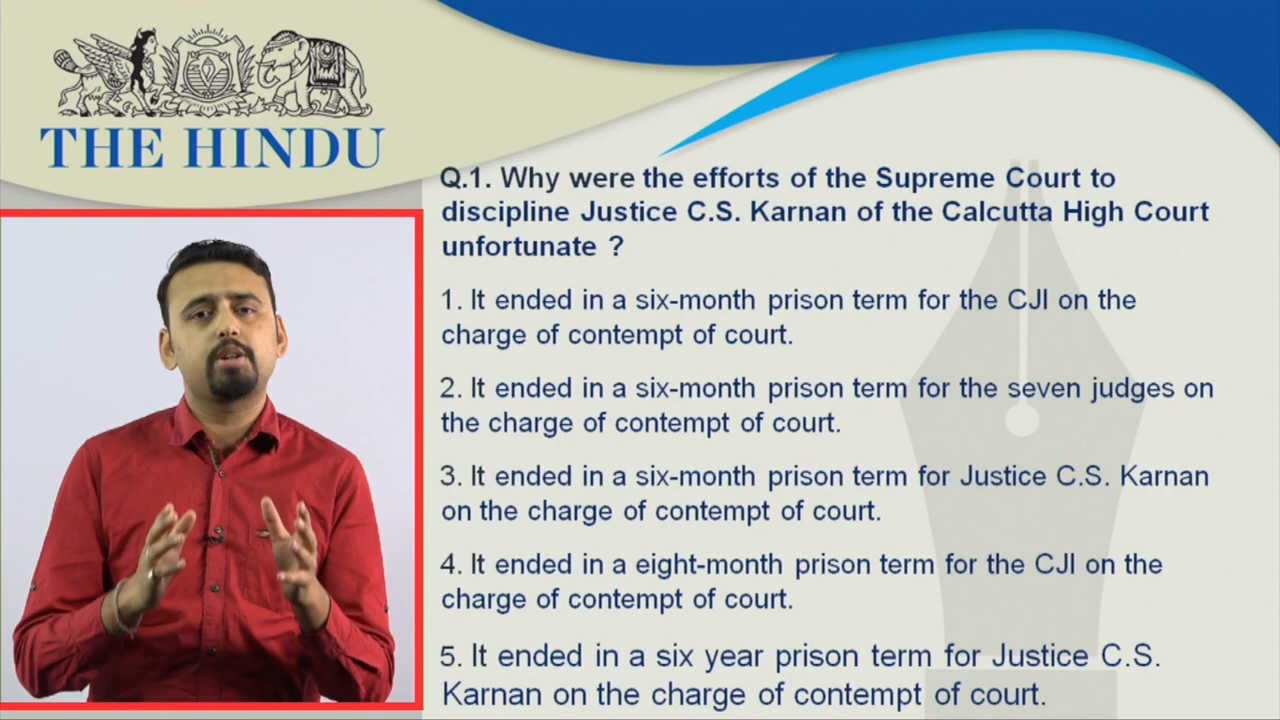 THE HINDU
Q.1. Why were the efforts of the Supreme Court to
discipline Justice C.S. Karnan of the Calcutta High Court
unfortunate ?
1. It ended in a six-month prison term for the CJI on the
charge of contempt of court.
2. It ended in a six-month prison term for the seven judges on
the charge of contempt of court.
3. It ended in a six-month prison term for Justice C.S. Karnan
on the charge of contempt of court.
4. It ended in a eight-month prison term for the CJI on the
charge of contempt of court.
5. It ended in a six year prison term for Justice C.S.
Karnan on the charge of contempt of court.